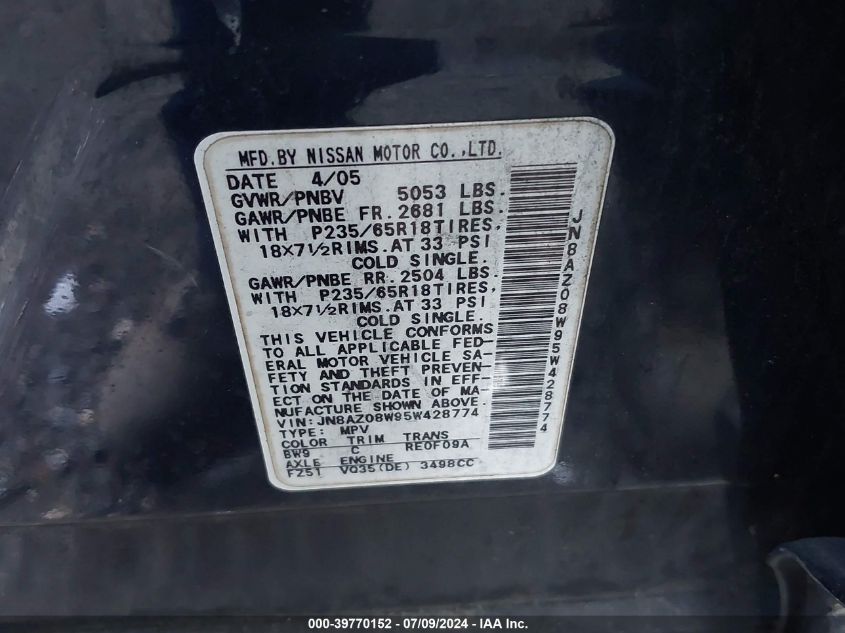 MFD.BY NISSAN MOTOR CO.,LTD.
DATE 4/05
GVWR/PNBV 5053 LBS.
GAWR/PNBE FR. 2681 LBS.
WITH P235/65R18TIRES,
18X7½RIMS.AT 33 PSI
COLD SINGLE.
GAWR/PNBE RR. 2504 LBS.
WITH P235/65R18TIRES,
18X7½RIMS.AT 33 PSI
COLD SINGLE.
THIS VEHICLE CONFORMS
TO ALL APPLICABLE FED-
ERAL MOTOR VEHICLE SA-
FETY AND THEFT PREVEN-
TION STANDARDS IN EFF-
ECT ON THE DATE OF MA-
NUFACTURE SHOWN ABOVE.
VIN: JN8AZ08W95W428774
TYPE: MPV
COLOR TRIM TRANS
BW9 C RE0F09A
AXLE ENGINE
FZ51 VQ35(DE) 3498CC
JN8AZ08W95W428774
000-39770152 - 07/09/2024 - IAA Inc.